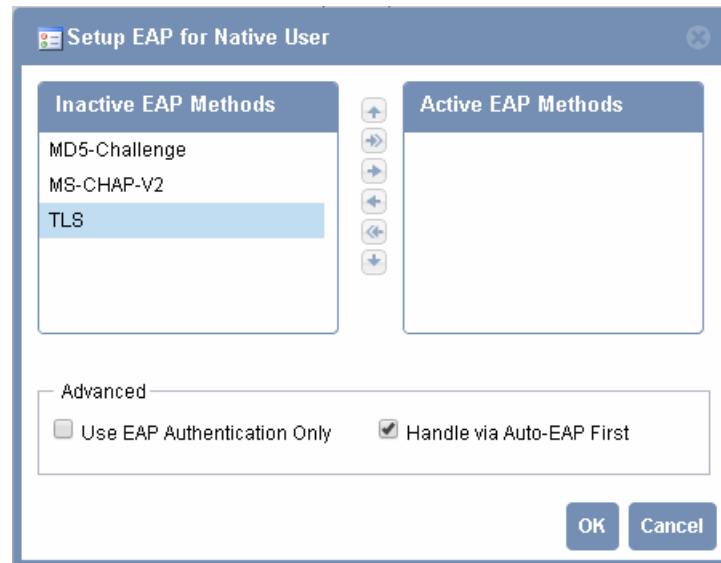 Setup EAP for Native User
Inactive EAP Methods
MD5-Challenge
MS-CHAP-V2
TLS
Active EAP Methods
Advanced
Use EAP Authentication Only
Handle via Auto-EAP First
OK
Cancel